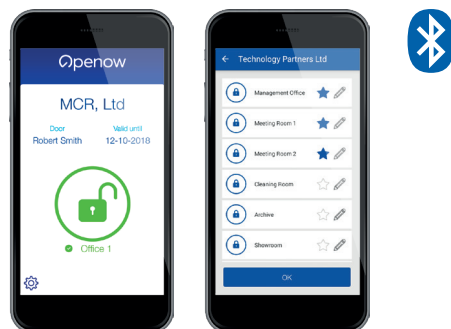 Openow
MCR, Ltd
Door Valid until
Robert Smith 12-10-2018
Office 1
Technology Partners Ltd
Management Office
Meeting Room 1
Meeting Room 2
Cleaning Room
Archive
Showroom
OK